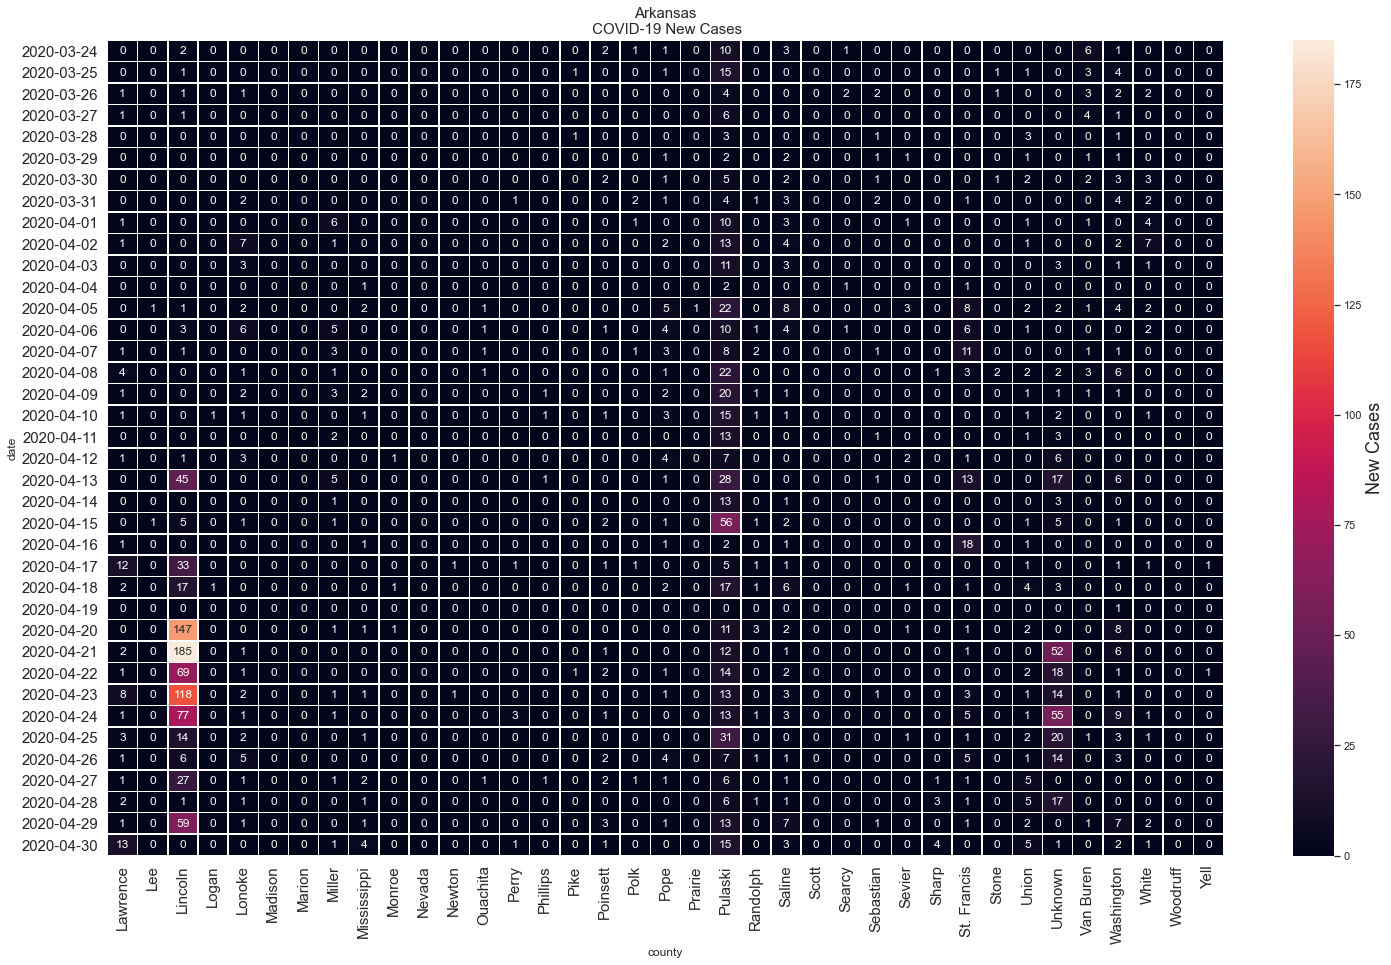 Arkansas
COVID-19 New Cases
2020-03-24 0 0 2 0 0 0 0 0 0 0 0 0 0 0 0 0 2 1 1 0 10 0 3 0 1 0 0 0 0 0 0 0 6 1 0 0 0
2020-03-25 0 0 1 0 0 0 0 0 0 0 0 0 0 0 0 1 0 0 1 0 15 0 0 0 0 0 0 0 0 1 1 0 3 4 0 0 0
2020-03-26 1 0 1 0 1 0 0 0 0 0 0 0 0 0 0 0 0 0 0 0 4 0 0 0 2 2 0 0 0 1 0 0 3 2 2 0 0
2020-03-27 1 0 1 0 0 0 0 0 0 0 0 0 0 0 0 0 0 0 0 0 6 0 0 0 0 0 0 0 0 0 0 0 4 1 0 0 0
2020-03-28 0 0 0 0 0 0 0 0 0 0 0 0 0 0 0 1 0 0 0 0 3 0 0 0 0 1 0 0 0 0 3 0 0 1 0 0 0
2020-03-29 0 0 0 0 0 0 0 0 0 0 0 0 0 0 0 0 0 0 1 0 2 0 2 0 0 1 1 0 0 0 1 0 1 1 0 0 0
2020-03-30 0 0 0 0 0 0 0 0 0 0 0 0 0 0 0 0 2 0 1 0 5 0 2 0 0 1 0 0 0 1 2 0 2 3 3 0 0
2020-03-31 0 0 0 0 2 0 0 0 0 0 0 0 0 1 0 0 0 2 1 0 4 1 3 0 0 2 0 0 1 0 0 0 0 4 2 0 0
2020-04-01 1 0 0 0 0 0 0 6 0 0 0 0 0 0 0 0 0 1 0 0 10 0 3 0 0 0 1 0 0 0 1 0 1 0 4 0 0
2020-04-02 1 0 0 0 7 0 0 1 0 0 0 0 0 0 0 0 0 0 2 0 13 0 4 0 0 0 0 0 0 0 1 0 0 2 7 0 0
2020-04-03 0 0 0 0 3 0 0 0 0 0 0 0 0 0 0 0 0 0 0 0 11 0 3 0 0 0 0 0 0 0 0 3 0 1 1 0 0
2020-04-04 0 0 0 0 0 0 0 0 1 0 0 0 0 0 0 0 0 0 0 0 2 0 0 0 1 0 0 0 1 0 0 0 0 0 0 0 0
2020-04-05 0 1 1 0 2 0 0 0 2 0 0 0 1 0 0 0 0 0 5 1 22 0 8 0 0 0 3 0 8 0 2 2 1 4 2 0 0
2020-04-06 0 0 3 0 6 0 0 5 0 0 0 0 1 0 0 0 1 0 4 0 10 1 4 0 1 0 0 0 6 0 1 0 0 0 2 0 0
2020-04-07 1 0 1 0 0 0 0 3 0 0 0 0 1 0 0 0 0 1 3 0 8 2 0 0 0 1 0 0 11 0 0 0 1 1 0 0 0
2020-04-08 4 0 0 0 1 0 0 1 0 0 0 0 1 0 0 0 0 0 1 0 22 0 0 0 0 0 0 1 3 2 2 2 3 6 0 0 0
2020-04-09 1 0 0 0 2 0 0 3 2 0 0 0 0 0 1 0 0 0 2 0 20 1 1 0 0 0 0 0 0 0 1 1 1 1 0 0 0
2020-04-10 1 0 0 1 1 0 0 0 1 0 0 0 0 0 1 0 1 0 3 0 15 1 1 0 0 0 0 0 0 0 1 2 0 0 1 0 0
2020-04-11 0 0 0 0 0 0 0 2 0 0 0 0 0 0 0 0 0 0 0 0 13 0 0 0 0 1 0 0 0 0 1 3 0 0 0 0 0
2020-04-12 1 0 1 0 3 0 0 0 0 1 0 0 0 0 0 0 0 0 4 0 7 0 0 0 0 0 2 0 1 0 0 6 0 0 0 0 0
2020-04-13 0 0 45 0 0 0 0 5 0 0 0 0 0 0 1 0 0 0 1 0 28 0 0 0 0 1 0 0 13 0 0 17 0 6 0 0 0
2020-04-14 0 0 0 0 0 0 0 1 0 0 0 0 0 0 0 0 0 0 0 0 13 0 1 0 0 0 0 0 0 0 0 3 0 0 0 0 0
2020-04-15 0 1 5 0 1 0 0 1 0 0 0 0 0 0 0 0 2 0 1 0 56 1 2 0 0 0 0 0 0 0 1 5 0 1 0 0 0
2020-04-16 1 0 0 0 0 0 0 0 1 0 0 0 0 0 0 0 0 0 1 0 2 0 1 0 0 0 0 0 18 0 1 0 0 0 0 0 0
2020-04-17 12 0 33 0 0 0 0 0 0 0 0 1 0 1 0 0 1 1 0 0 5 1 1 0 0 0 0 0 0 0 1 0 0 1 1 0 1
2020-04-18 2 0 17 1 0 0 0 0 0 1 0 0 0 0 0 0 0 0 2 0 17 1 6 0 0 0 1 0 1 0 4 3 0 0 0 0 0
2020-04-19 0 0 0 0 0 0 0 0 0 0 0 0 0 0 0 0 0 0 0 0 0 0 0 0 0 0 0 0 0 0 0 0 0 1 0 0 0
2020-04-20 0 0 147 0 0 0 0 1 1 1 0 0 0 0 0 0 0 0 0 0 11 3 2 0 0 0 1 0 1 0 2 0 0 8 0 0 0
2020-04-21 2 0 185 0 1 0 0 0 0 0 0 0 0 0 0 0 1 0 0 0 12 0 1 0 0 0 0 0 1 0 0 52 0 6 0 0 0
2020-04-22 1 0 69 0 1 0 0 0 0 0 0 0 0 0 0 1 2 0 1 0 14 0 2 0 0 0 0 0 0 0 2 18 0 1 0 0 1
2020-04-23 8 0 118 0 2 0 0 1 1 0 0 1 0 0 0 0 0 0 1 0 13 0 3 0 0 1 0 0 3 0 1 14 0 1 0 0 0
2020-04-24 1 0 77 0 1 0 0 1 0 0 0 0 0 3 0 0 1 0 0 0 13 1 3 0 0 0 0 0 5 0 1 55 0 9 1 0 0
2020-04-25 3 0 14 0 2 0 0 0 1 0 0 0 0 0 0 0 0 0 0 0 31 0 0 0 0 0 1 0 1 0 2 20 1 3 1 0 0
2020-04-26 1 0 6 0 5 0 0 0 0 0 0 0 0 0 0 0 2 0 4 0 7 1 1 0 0 0 0 0 5 0 1 14 0 3 0 0 0
2020-04-27 1 0 27 0 1 0 0 1 2 0 0 0 1 0 1 0 2 1 1 0 6 0 1 0 0 0 0 1 1 0 5 0 0 0 0 0 0
2020-04-28 2 0 1 0 1 0 0 0 1 0 0 0 0 0 0 0 0 0 0 0 6 1 1 0 0 0 0 3 1 0 5 17 0 0 0 0 0
2020-04-29 1 0 59 0 1 0 0 0 1 0 0 0 0 0 0 0 3 0 1 0 13 0 7 0 0 1 0 0 1 0 2 0 1 7 2 0 0
2020-04-30 13 0 0 0 0 0 0 1 4 0 0 0 0 1 0 0 1 0 0 0 15 0 3 0 0 0 0 4 0 0 5 1 0 2 1 0 0
date
Lawrence Lee Lincoln Logan Lonoke Madison Marion Miller Mississippi Monroe Nevada Newton Ouachita Perry Phillips Pike Poinsett Polk Pope Prairie Pulaski Randolph Saline Scott Searcy Sebastian Sevier Sharp St. Francis Stone Union Unknown Van Buren Washington White Woodruff Yell
county
175
150
125
100
75
50
25
0
New Cases